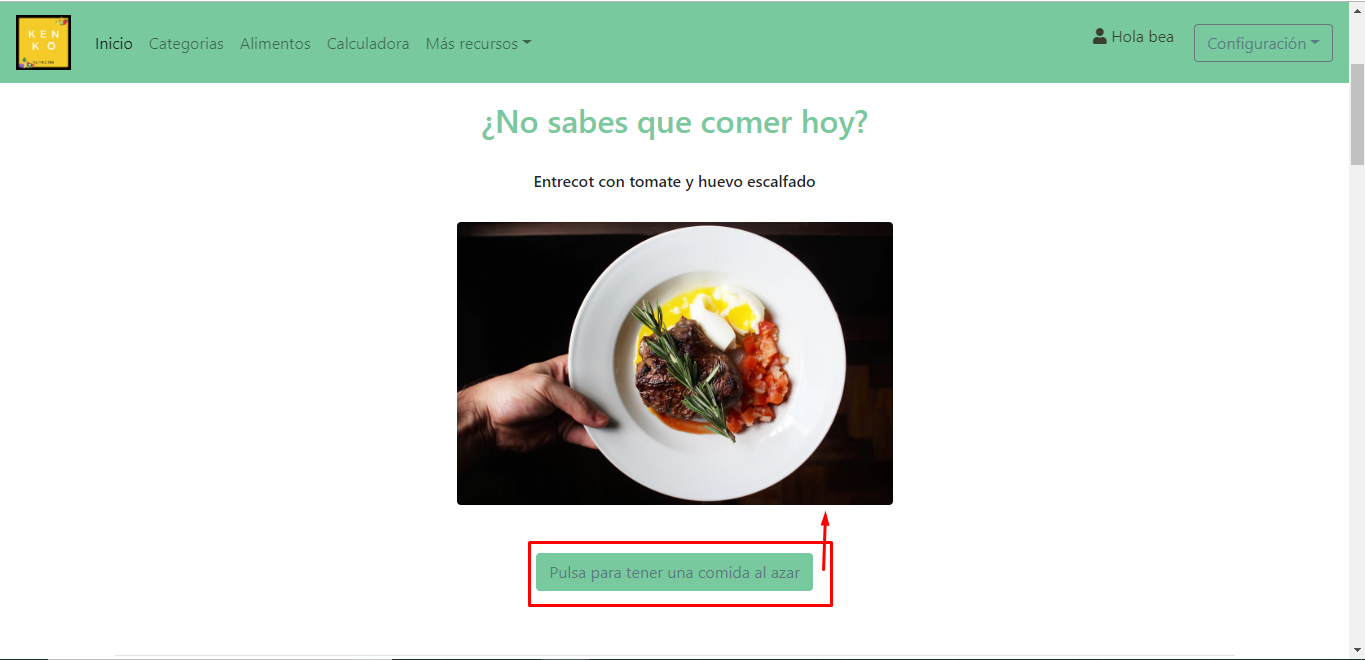 KEN
KO
Inicio Categorias Alimentos Calculadora Más recursos Hola bea Configuración
¿No sabes que comer hoy?
Entrecot con tomate y huevo escalfado
Pulsa para tener una comida al azar